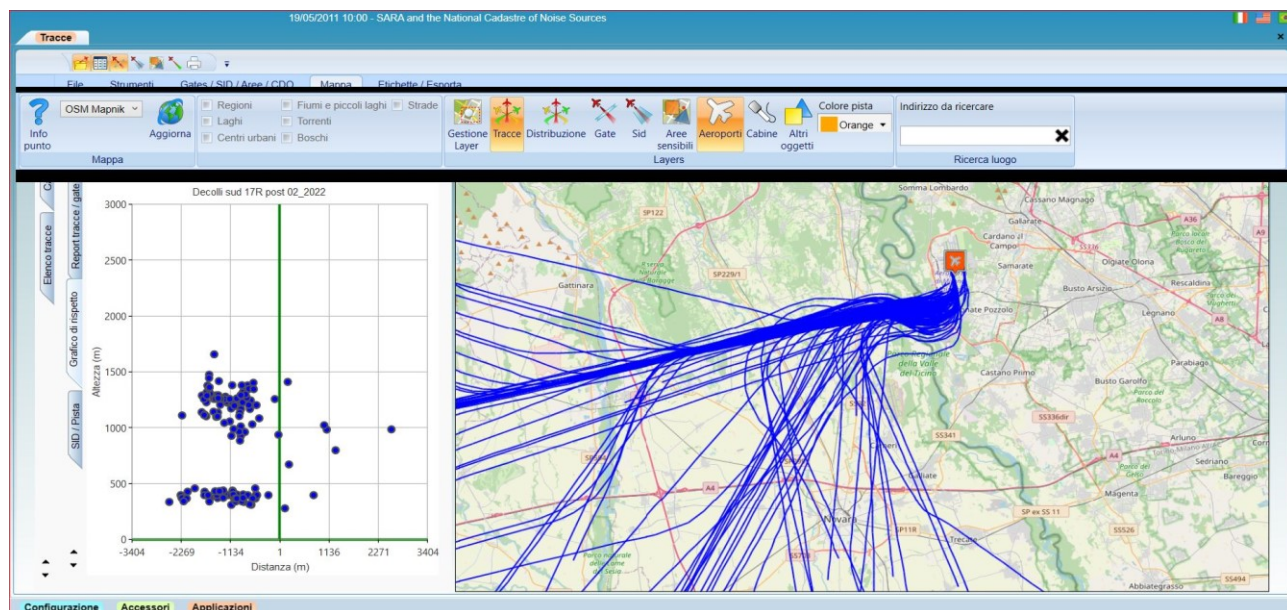 19/05/2011 10:00 - SARA and the National Cadastre of Noise Sources
Tracce
File Strumenti Gates / SID / Aree / CDO Mappa Etichette / Esporta
Info punto
OSM Mapnik
Aggiorna
Mappa
Regioni
Laghi
Centri urbani
Fiumi e piccoli laghi
Torrenti
Boschi
Strade
Gestione Layer
Tracce
Distribuzione
Gate
Sid
Aree sensibili
Aeroporti
Cabine
Altri oggetti
Colore pista
Orange
Layers
Indirizzo da ricercare
Ricerca luogo
Elenco tracce
Report tracce / gate
Grafico di rispetto
SID / Pista
Decolli sud 17R post 02_2022
Altezza (m)
3000
2500
2000
1500
1000
500
0
-3404 -2269 -1134 1 1136 2271 3404
Distanza (m)
Somma Lombardo
Cassano Magnago
SP122
Gallarate
A36
Cardano al Campo
SS336
Olgiate Olona
A9
Samarate
SP229/1
Gattinara
Busto Arsizio
Rescaldina
Legnano
A8
Parabiago
Castano Primo
Busto Garolfo
SS336dir
SS341
Arluno
A4
Sedriano
Galliate
Bareggio
Magenta
A4
Novara
SP11R
SP ex SS 11
Trecate
SS526
Abbiategrasso
SS494
Configurazione Accessori Applicazioni